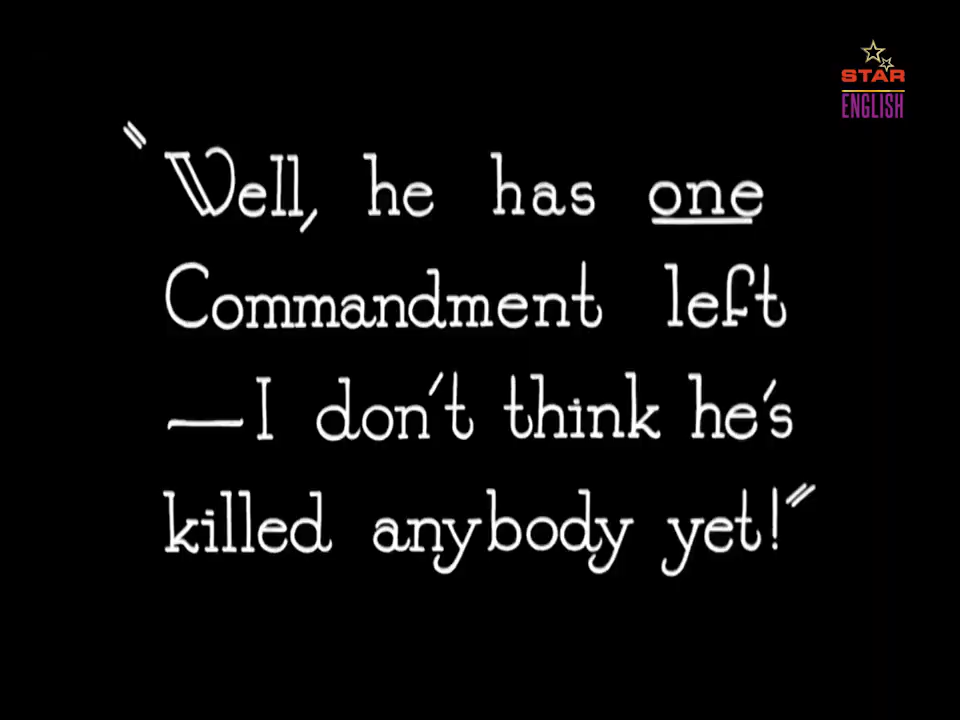 STAR
ENGLISH
"Well, he has one
Commandment left
—I don't think he's
killed anybody yet!"